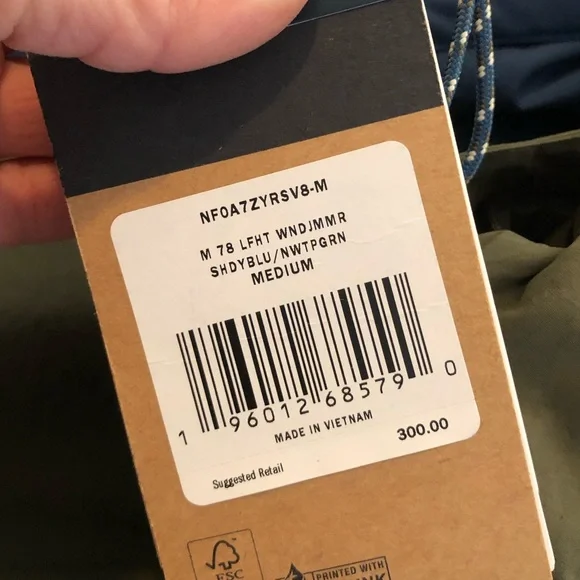 NF0A7ZYRSV8-M
M 78 LFHT WNDJMMR
SHDYBLU/NWTPGRN
MEDIUM
1 96012 68579 0
MADE IN VIETNAM
Suggested Retail 300.00
FSC
PRINTED WITH